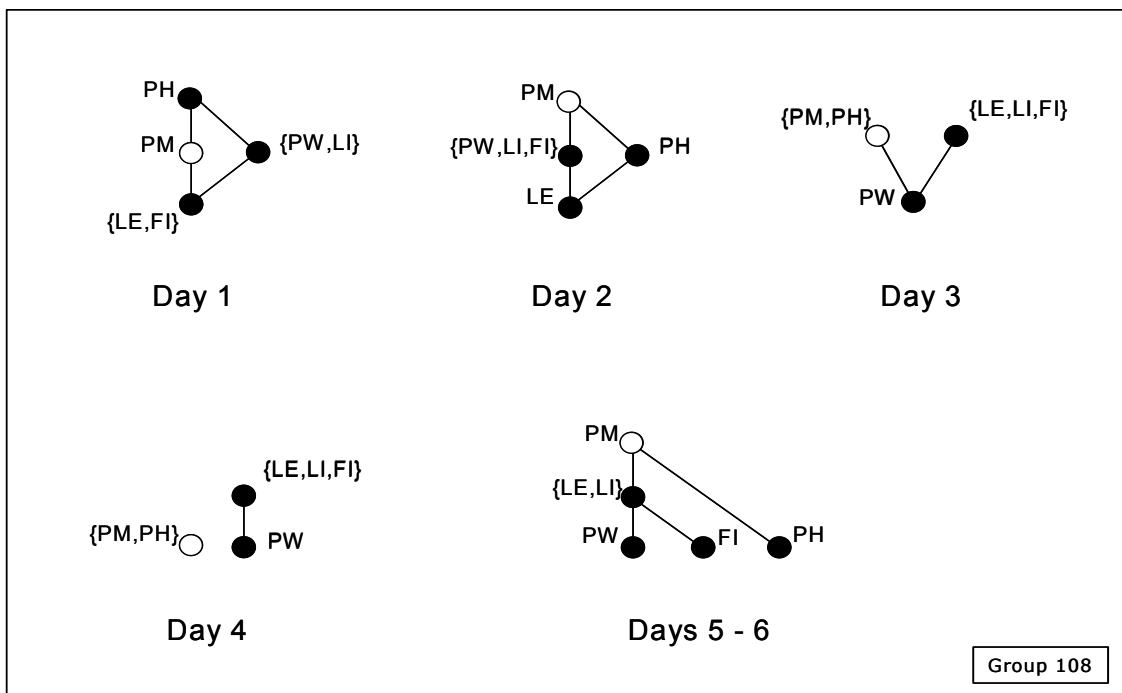 PH
PM
{PW,LI}
{LE,FI}
Day 1
PM
{PW,LI,FI}
PH
LE
Day 2
{PM,PH}
{LE,LI,FI}
PW
Day 3
{LE,LI,FI}
{PM,PH}
PW
Day 4
PM
{LE,LI}
PW
FI
PH
Days 5 - 6
Group 108